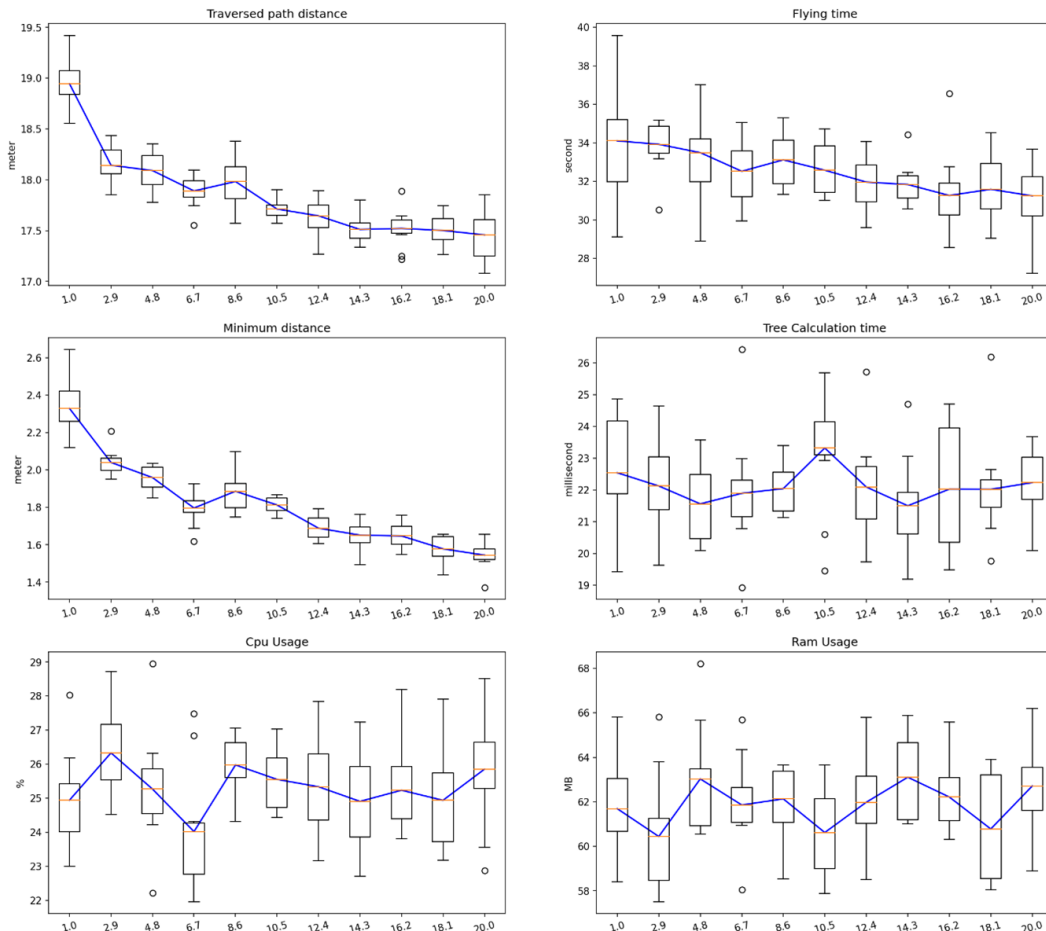 Traversed path distance
meter
19.5
19.0
18.5
18.0
17.5
17.0
1.0 2.9 4.8 6.7 8.6 10.5 12.4 14.3 16.2 18.1 20.0
Flying time
second
40
38
36
34
32
30
28
1.0 2.9 4.8 6.7 8.6 10.5 12.4 14.3 16.2 18.1 20.0
Minimum distance
meter
2.6
2.4
2.2
2.0
1.8
1.6
1.4
1.0 2.9 4.8 6.7 8.6 10.5 12.4 14.3 16.2 18.1 20.0
Tree Calculation time
millisecond
26
25
24
23
22
21
20
19
1.0 2.9 4.8 6.7 8.6 10.5 12.4 14.3 16.2 18.1 20.0
Cpu Usage
%
29
28
27
26
25
24
23
22
1.0 2.9 4.8 6.7 8.6 10.5 12.4 14.3 16.2 18.1 20.0
Ram Usage
MB
68
66
64
62
60
58
1.0 2.9 4.8 6.7 8.6 10.5 12.4 14.3 16.2 18.1 20.0